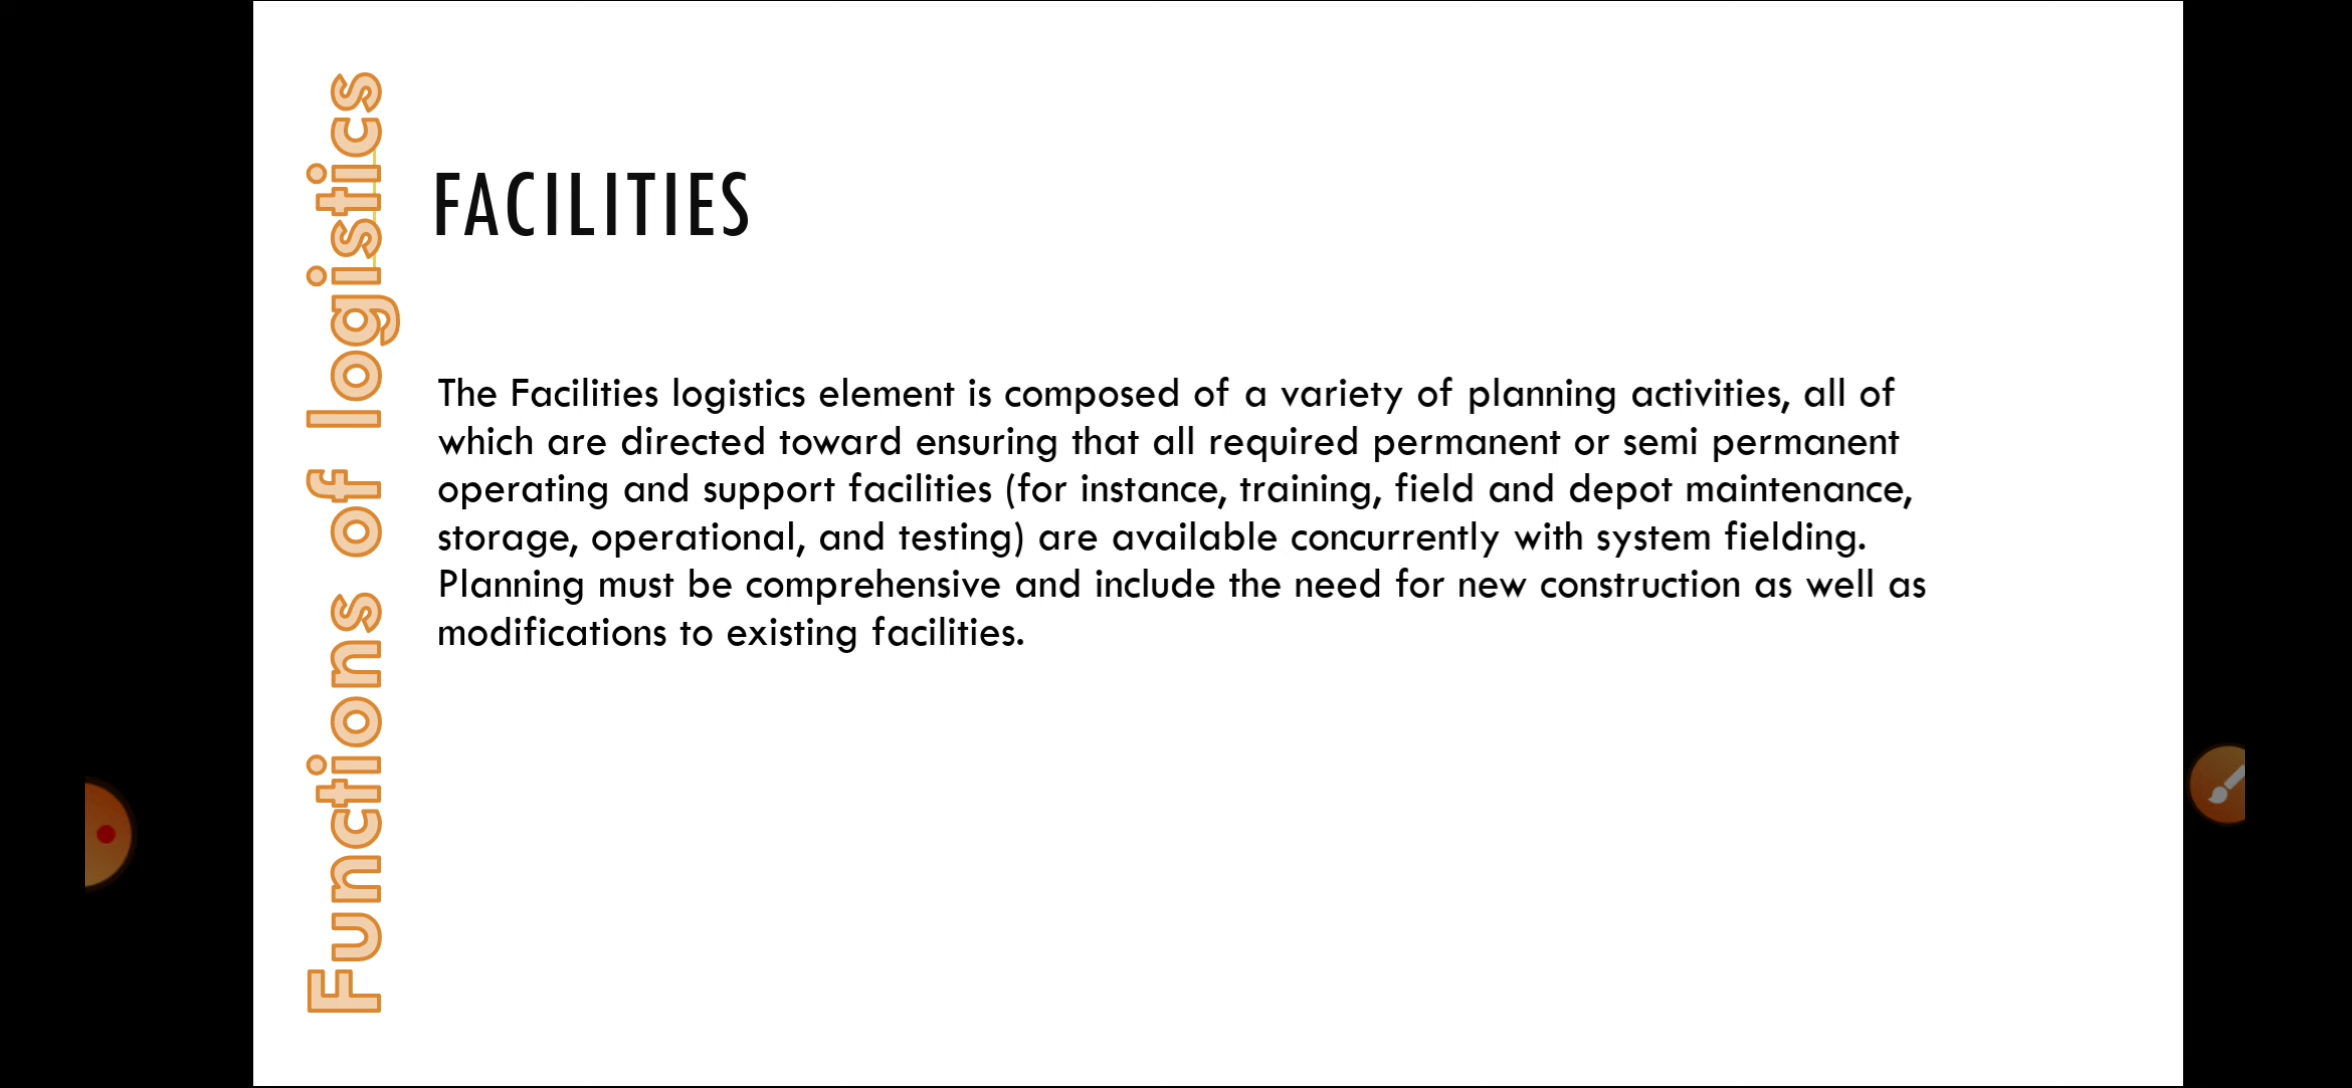 Functions of logistics
FACILITIES
The Facilities logistics element is composed of a variety of planning activities, all of
which are directed toward ensuring that all required permanent or semi permanent
operating and support facilities (for instance, training, field and depot maintenance,
storage, operational, and testing) are available concurrently with system fielding.
Planning must be comprehensive and include the need for new construction as well as
modifications to existing facilities.